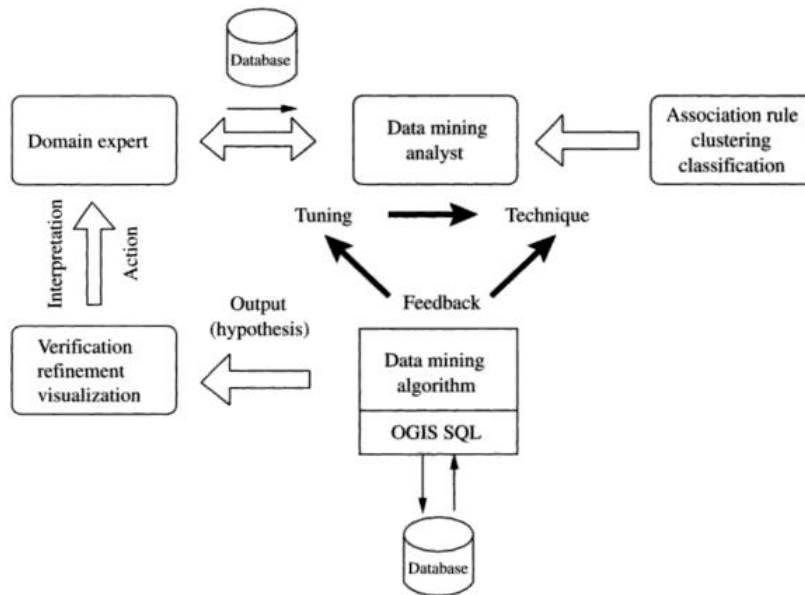 Database
Domain expert
Data mining
analyst
Association rule
clustering
classification
Tuning
Technique
Interpretation
Action
Feedback
Output
(hypothesis)
Verification
refinement
visualization
Data mining
algorithm
OGIS SQL
Database